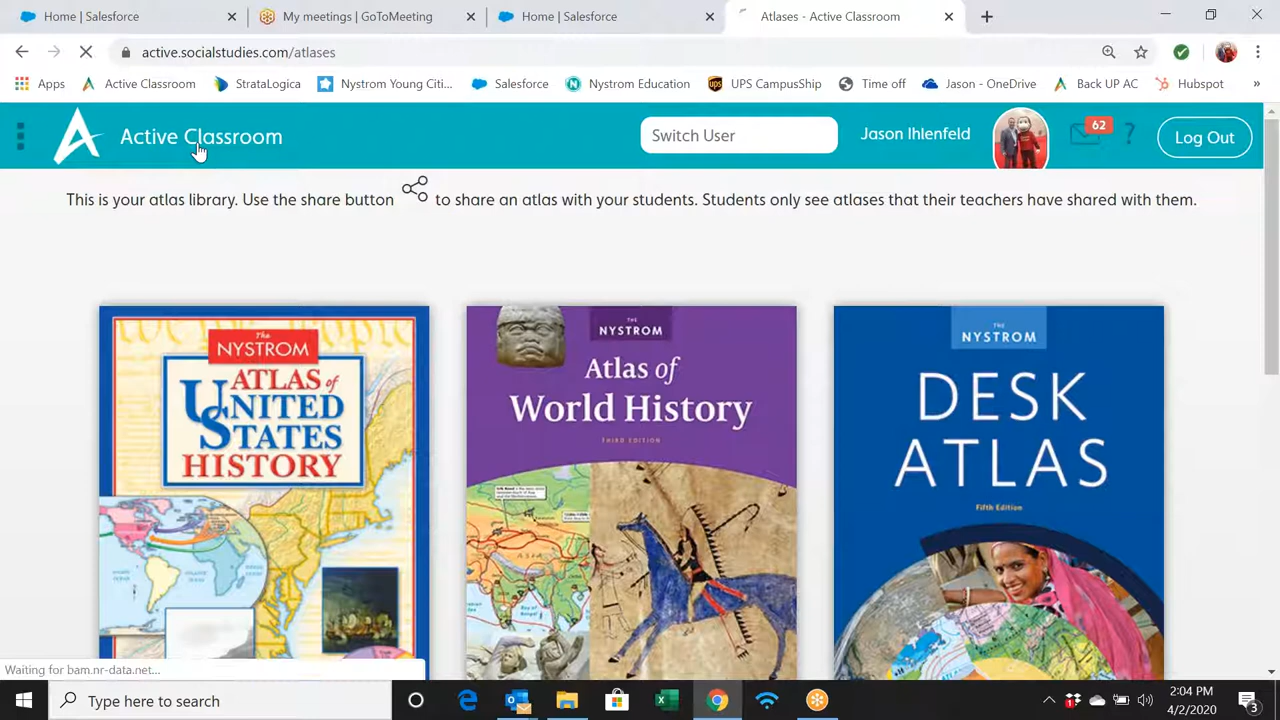 Home | Salesforce
My meetings | GoToMeeting
Home | Salesforce
Atlases - Active Classroom
active.socialstudies.com/atlases
Apps
Active Classroom
StrataLogica
Nystrom Young Citi...
Salesforce
Nystrom Education
UPS CampusShip
Time off
Jason - OneDrive
Back UP AC
Hubspot
»
Active Classroom
Switch User
Jason Ihlenfeld
62
?
Log Out
This is your atlas library. Use the share button to share an atlas with your students. Students only see atlases that their teachers have shared with them.
The
NYSTROM
ATLAS of
UNITED
STATES
HISTORY
THE
NYSTROM
Atlas of
World History
THIRD EDITION
ASIA
THE
NYSTROM
DESK
ATLAS
Fifth Edition
Waiting for bam.nr-data.net...
Type here to search
2:04 PM
4/2/2020
3